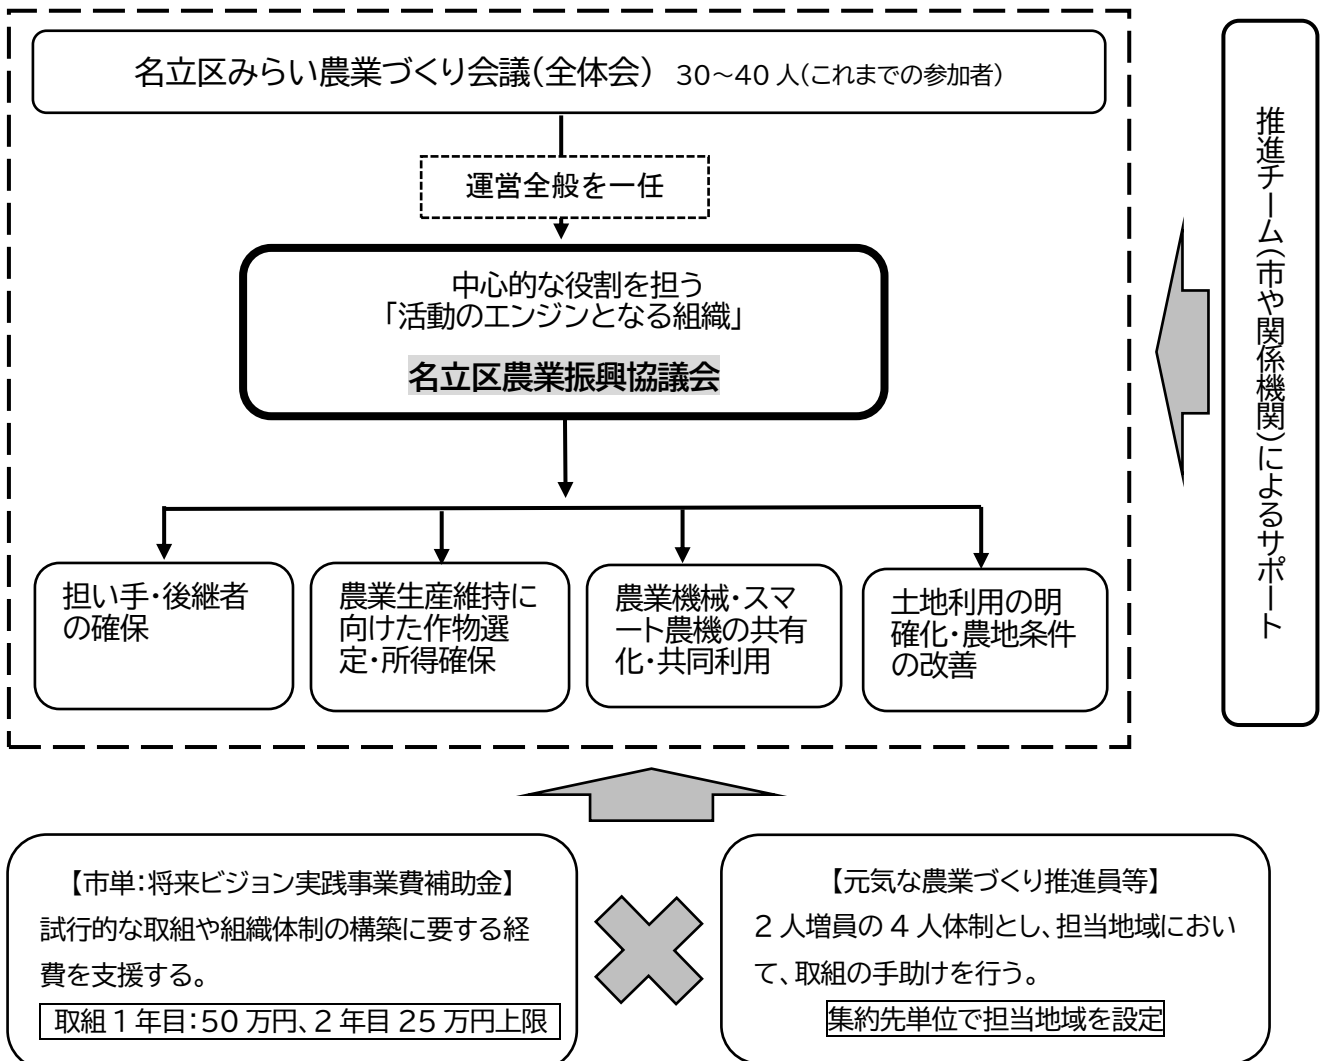 名立区みらい農業づくり会議(全体会) 30～40人(これまでの参加者)
運営全般を一任
中心的な役割を担う
「活動のエンジンとなる組織」
名立区農業振興協議会
担い手・後継者
の確保
農業生産維持に
向けた作物選
定・所得確保
農業機械・スマ
ート農機の共有
化・共同利用
土地利用の明
確化・農地条件
の改善
推進チーム(市や関係機関)によるサポート
【市単:将来ビジョン実践事業費補助金】
試行的な取組や組織体制の構築に要する経
費を支援する。
取組1年目:50万円、2年目25万円上限
【元気な農業づくり推進員等】
2人増員の4人体制とし、担当地域におい
て、取組の手助けを行う。
集約先単位で担当地域を設定